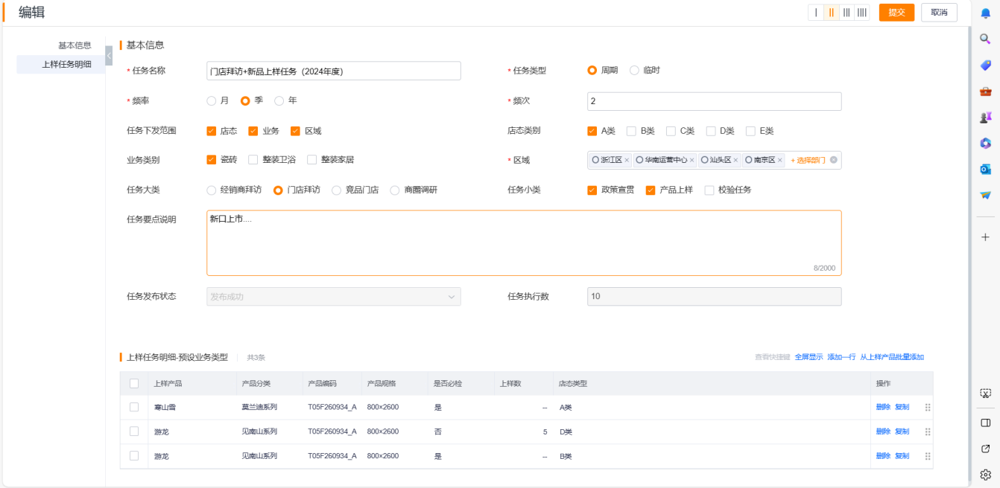 编辑
提交 取消
基本信息
上样任务明细
基本信息
* 任务名称 门店拜访+新品上样任务（2024年度） * 任务类型 周期 临时
* 频率 月 季 年 * 频次 2
任务下发范围 店态 业务 区域 店态类别 A类 B类 C类 D类 E类
业务类别 瓷砖 整装卫浴 整装家居 * 区域 浙江区 × 华南运营中心 × 汕头区 × 南京区 × + 选择部门
任务大类 经销商拜访 门店拜访 竞品门店 商圈调研 任务小类 政策宣贯 产品上样 校验任务
任务要点说明 新口上市....
8/2000
任务发布状态 发布成功 任务执行数 10
上样任务明细-预设业务类型 共3条 查看快捷键 全屏显示 添加一行 从上样产品批量添加
上样产品 产品分类 产品编码 产品规格 是否必检 上样数 店态类型 操作
寒山雪 莫兰迪系列 T05F260934_A 800×2600 是 -- A类 删除 复制
游龙 见南山系列 T05F260934_A 800×2600 否 5 D类 删除 复制
游龙 见南山系列 T05F260934_A 800×2600 是 -- B类 删除 复制